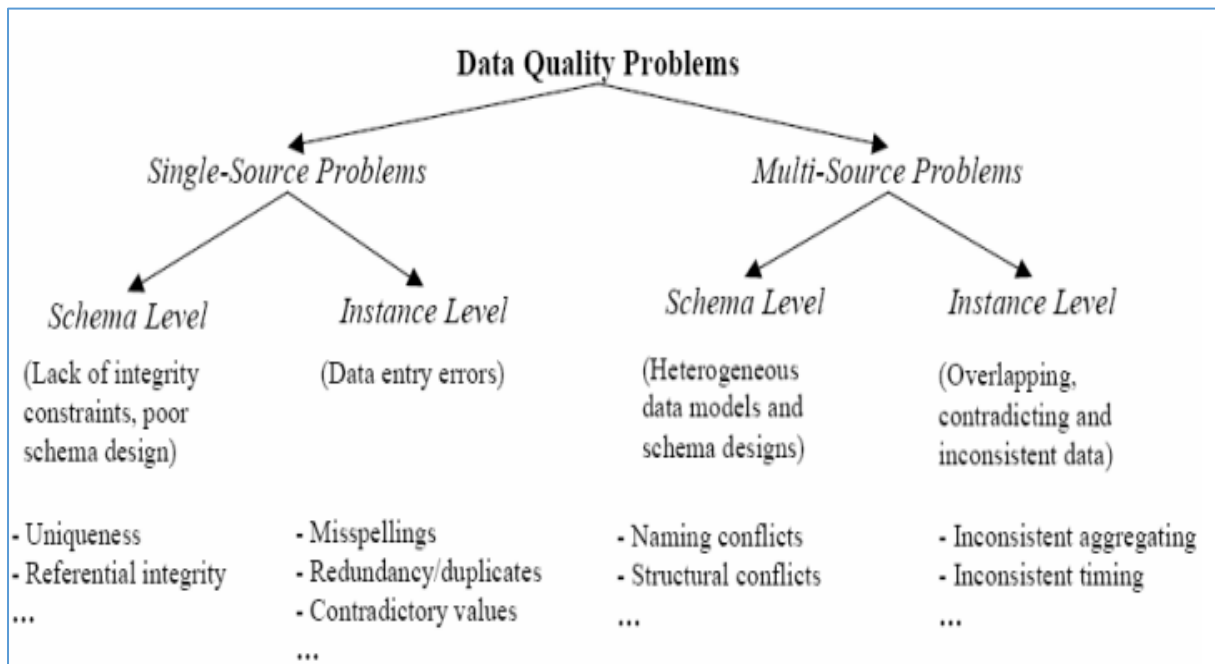 Data Quality Problems
Single-Source Problems
Multi-Source Problems
Schema Level
Instance Level
Schema Level
Instance Level
(Lack of integrity
constraints, poor
schema design)
(Data entry errors)
(Heterogeneous
data models and
schema designs)
(Overlapping,
contradicting and
inconsistent data)
- Uniqueness
- Referential integrity
...
- Misspellings
- Redundancy/duplicates
- Contradictory values
...
- Naming conflicts
- Structural conflicts
...
- Inconsistent aggregating
- Inconsistent timing
...